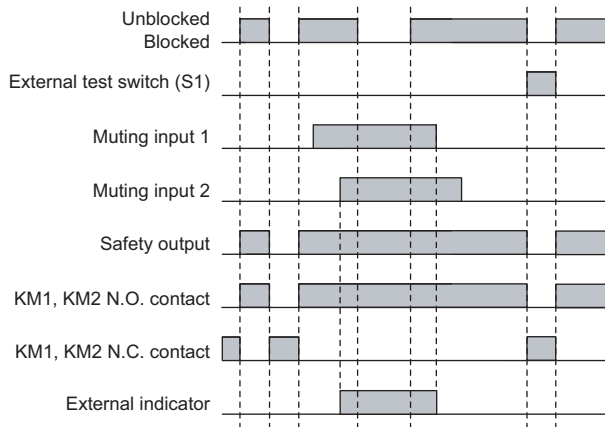 Unblocked
Blocked
External test switch (S1)
Muting input 1
Muting input 2
Safety output
KM1, KM2 N.O. contact
KM1, KM2 N.C. contact
External indicator